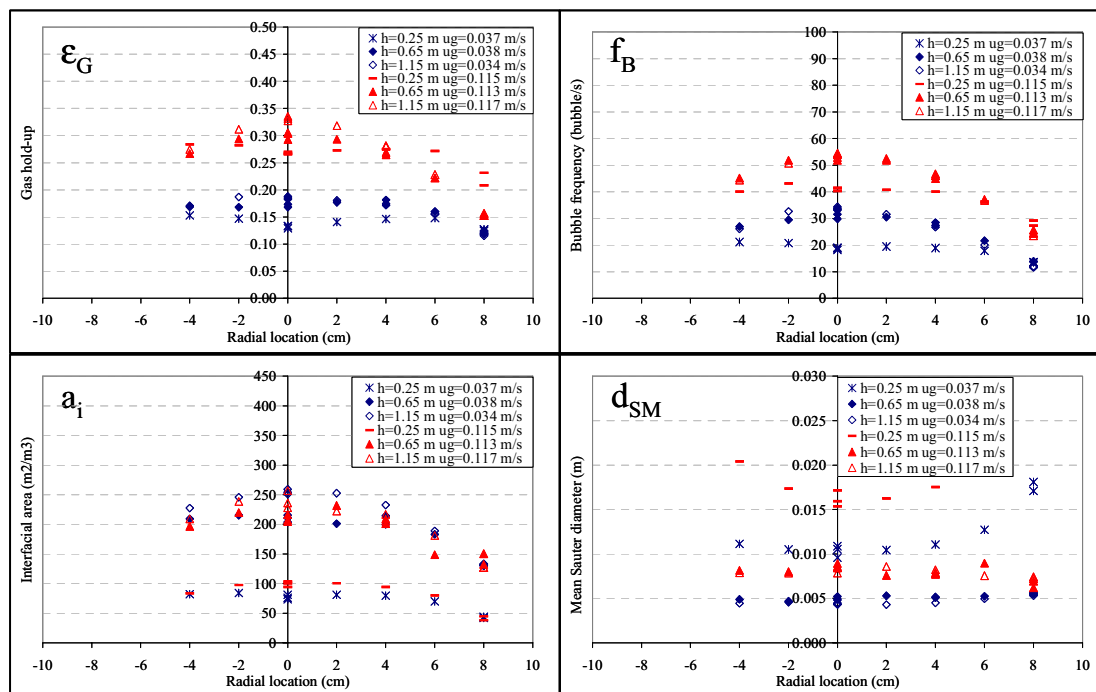 ε_G
Gas hold-up
0.50
0.45
0.40
0.35
0.30
0.25
0.20
0.15
0.10
0.05
0.00
h=0.25 m ug=0.037 m/s
h=0.65 m ug=0.038 m/s
h=1.15 m ug=0.034 m/s
h=0.25 m ug=0.115 m/s
h=0.65 m ug=0.113 m/s
h=1.15 m ug=0.117 m/s
-10 -8 -6 -4 -2 0 2 4 6 8 10
Radial location (cm)
f_B
Bubble frequency (bubble/s)
100
90
80
70
60
50
40
30
20
10
0
h=0.25 m ug=0.037 m/s
h=0.65 m ug=0.038 m/s
h=1.15 m ug=0.034 m/s
h=0.25 m ug=0.115 m/s
h=0.65 m ug=0.113 m/s
h=1.15 m ug=0.117 m/s
-10 -8 -6 -4 -2 0 2 4 6 8 10
Radial location (cm)
a_i
Interfacial area (m2/m3)
450
400
350
300
250
200
150
100
50
0
h=0.25 m ug=0.037 m/s
h=0.65 m ug=0.038 m/s
h=1.15 m ug=0.034 m/s
h=0.25 m ug=0.115 m/s
h=0.65 m ug=0.113 m/s
h=1.15 m ug=0.117 m/s
-10 -8 -6 -4 -2 0 2 4 6 8 10
Radial location (cm)
d_SM
Mean Sauter diameter (m)
0.030
0.025
0.020
0.015
0.010
0.005
0.000
h=0.25 m ug=0.037 m/s
h=0.65 m ug=0.038 m/s
h=1.15 m ug=0.034 m/s
h=0.25 m ug=0.115 m/s
h=0.65 m ug=0.113 m/s
h=1.15 m ug=0.117 m/s
-10 -8 -6 -4 -2 0 2 4 6 8 10
Radial location (cm)